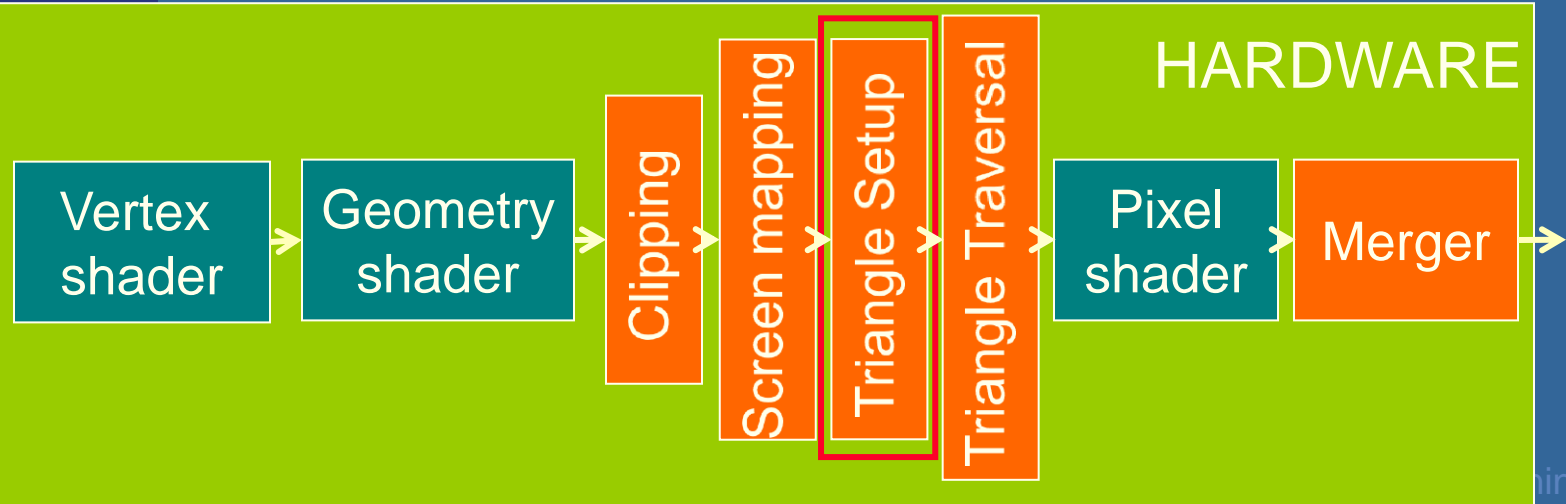 HARDWARE
Vertex
shader
Geometry
shader
Clipping
Screen mapping
Triangle Setup
Triangle Traversal
Pixel
shader
Merger